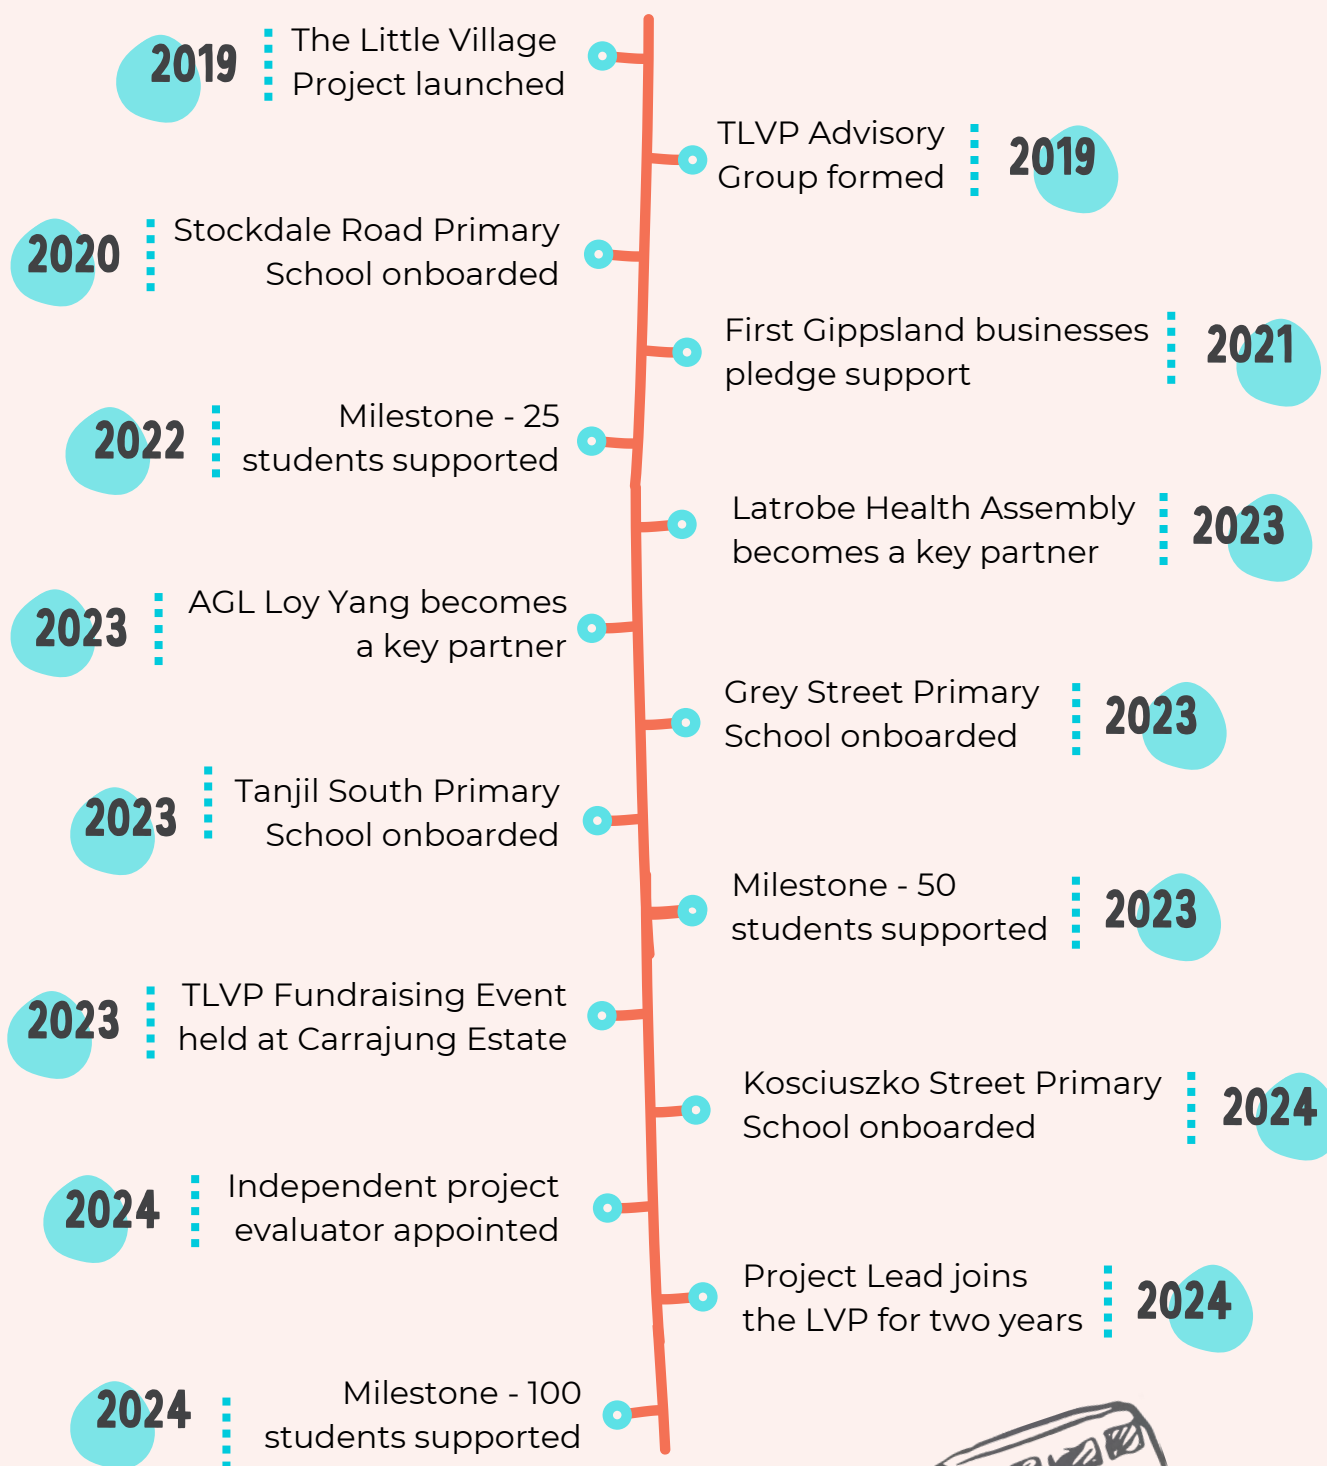 2019
The Little Village
Project launched
TLVP Advisory
Group formed
2019
2020
Stockdale Road Primary
School onboarded
First Gippsland businesses
pledge support
2021
2022
Milestone - 25
students supported
Latrobe Health Assembly
becomes a key partner
2023
2023
AGL Loy Yang becomes
a key partner
Grey Street Primary
School onboarded
2023
2023
Tanjil South Primary
School onboarded
Milestone - 50
students supported
2023
2023
TLVP Fundraising Event
held at Carrajung Estate
Kosciuszko Street Primary
School onboarded
2024
2024
Independent project
evaluator appointed
Project Lead joins
the LVP for two years
2024
2024
Milestone - 100
students supported